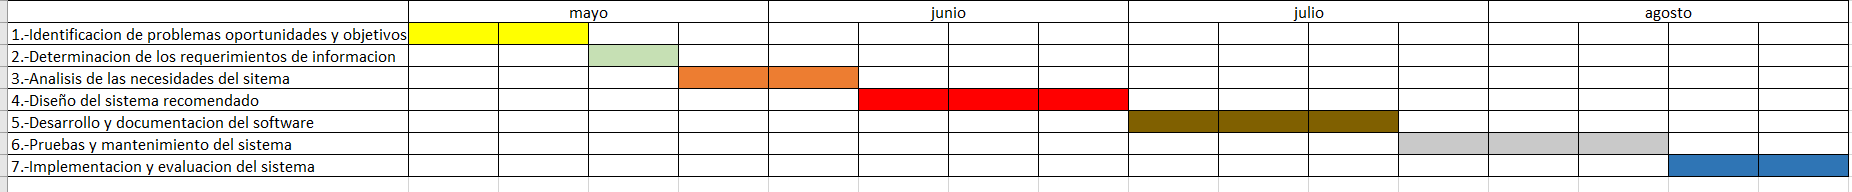 mayo junio julio agosto
1.-Identificacion de problemas oportunidades y objetivos
2.-Determinacion de los requerimientos de informacion
3.-Analisis de las necesidades del sitema
4.-Diseño del sistema recomendado
5.-Desarrollo y documentacion del software
6.-Pruebas y mantenimiento del sistema
7.-Implementacion y evaluacion del sistema